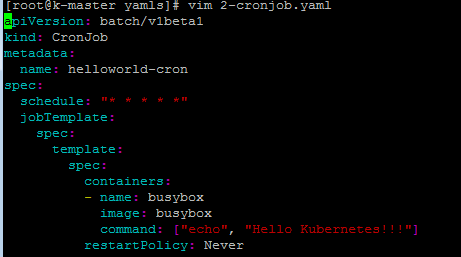 [root@k-master yamls]# vim 2-cronjob.yaml
apiVersion: batch/v1beta1
kind: CronJob
metadata:
  name: helloworld-cron
spec:
  schedule: "* * * * *"
  jobTemplate:
    spec:
      template:
        spec:
          containers:
          - name: busybox
            image: busybox
            command: ["echo", "Hello Kubernetes!!!"]
          restartPolicy: Never